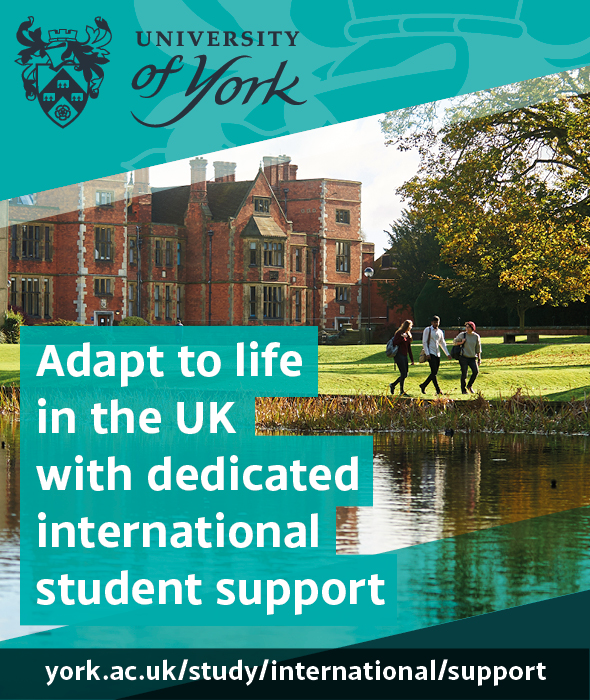 UNIVERSITY
of York
Adapt to life
in the UK
with dedicated
international
student support
york.ac.uk/study/international/support